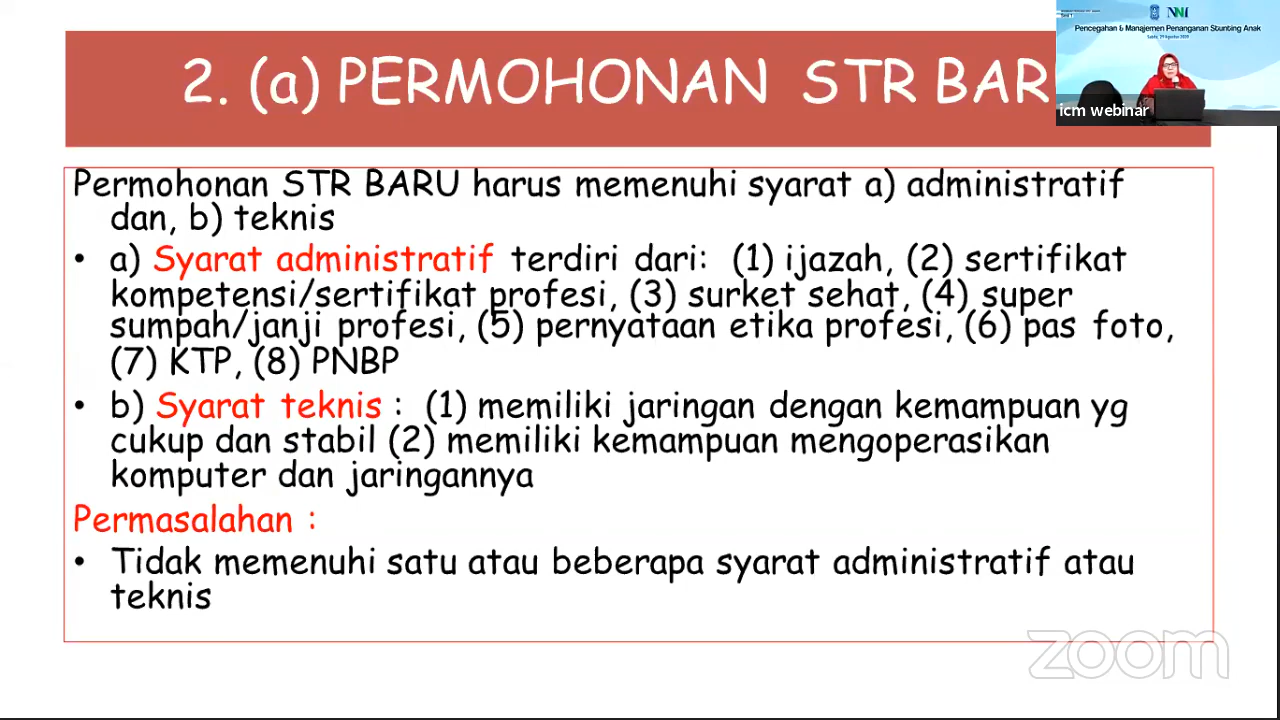 2. (a) PERMOHONAN STR BAR
Pencegahan & Manajemen Penanganan Stunting Anak
icm webinar
Permohonan STR BARU harus memenuhi syarat a) administratif
dan, b) teknis
• a) Syarat administratif terdiri dari: (1) ijazah, (2) sertifikat
kompetensi/sertifikat profesi, (3) surket sehat, (4) super
sumpah/janji profesi, (5) pernyataan etika profesi, (6) pas foto,
(7) KTP, (8) PNBP
• b) Syarat teknis : (1) memiliki jaringan dengan kemampuan yg
cukup dan stabil (2) memiliki kemampuan mengoperasikan
komputer dan jaringannya
Permasalahan :
• Tidak memenuhi satu atau beberapa syarat administratif atau
teknis
zoom